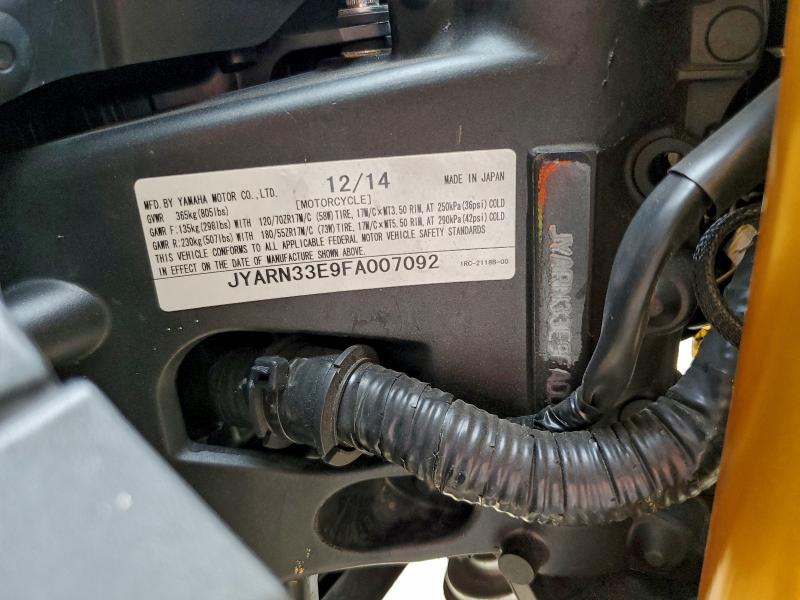 12/14
MFD. BY YAMAHA MOTOR CO.,LTD. MADE IN JAPAN
GVWR 365kg(805lbs) [MOTORCYCLE]
GAWR F:135kg(298lbs) WITH 120/70ZR17M/C (58W) TIRE, 17M/C×MT3.50 RIM, AT 250kPa(36psi) COLD
GAWR R:230kg(507lbs) WITH 180/55ZR17M/C (73W) TIRE, 17M/C×MT5.50 RIM, AT 290kPa(42psi) COLD
THIS VEHICLE CONFORMS TO ALL APPLICABLE FEDERAL MOTOR VEHICLE SAFETY STANDARDS
IN EFFECT ON THE DATE OF MANUFACTURE SHOWN ABOVE.
JYARN33E9FA007092 1RC-2118B-00
JYARN33E9FA00